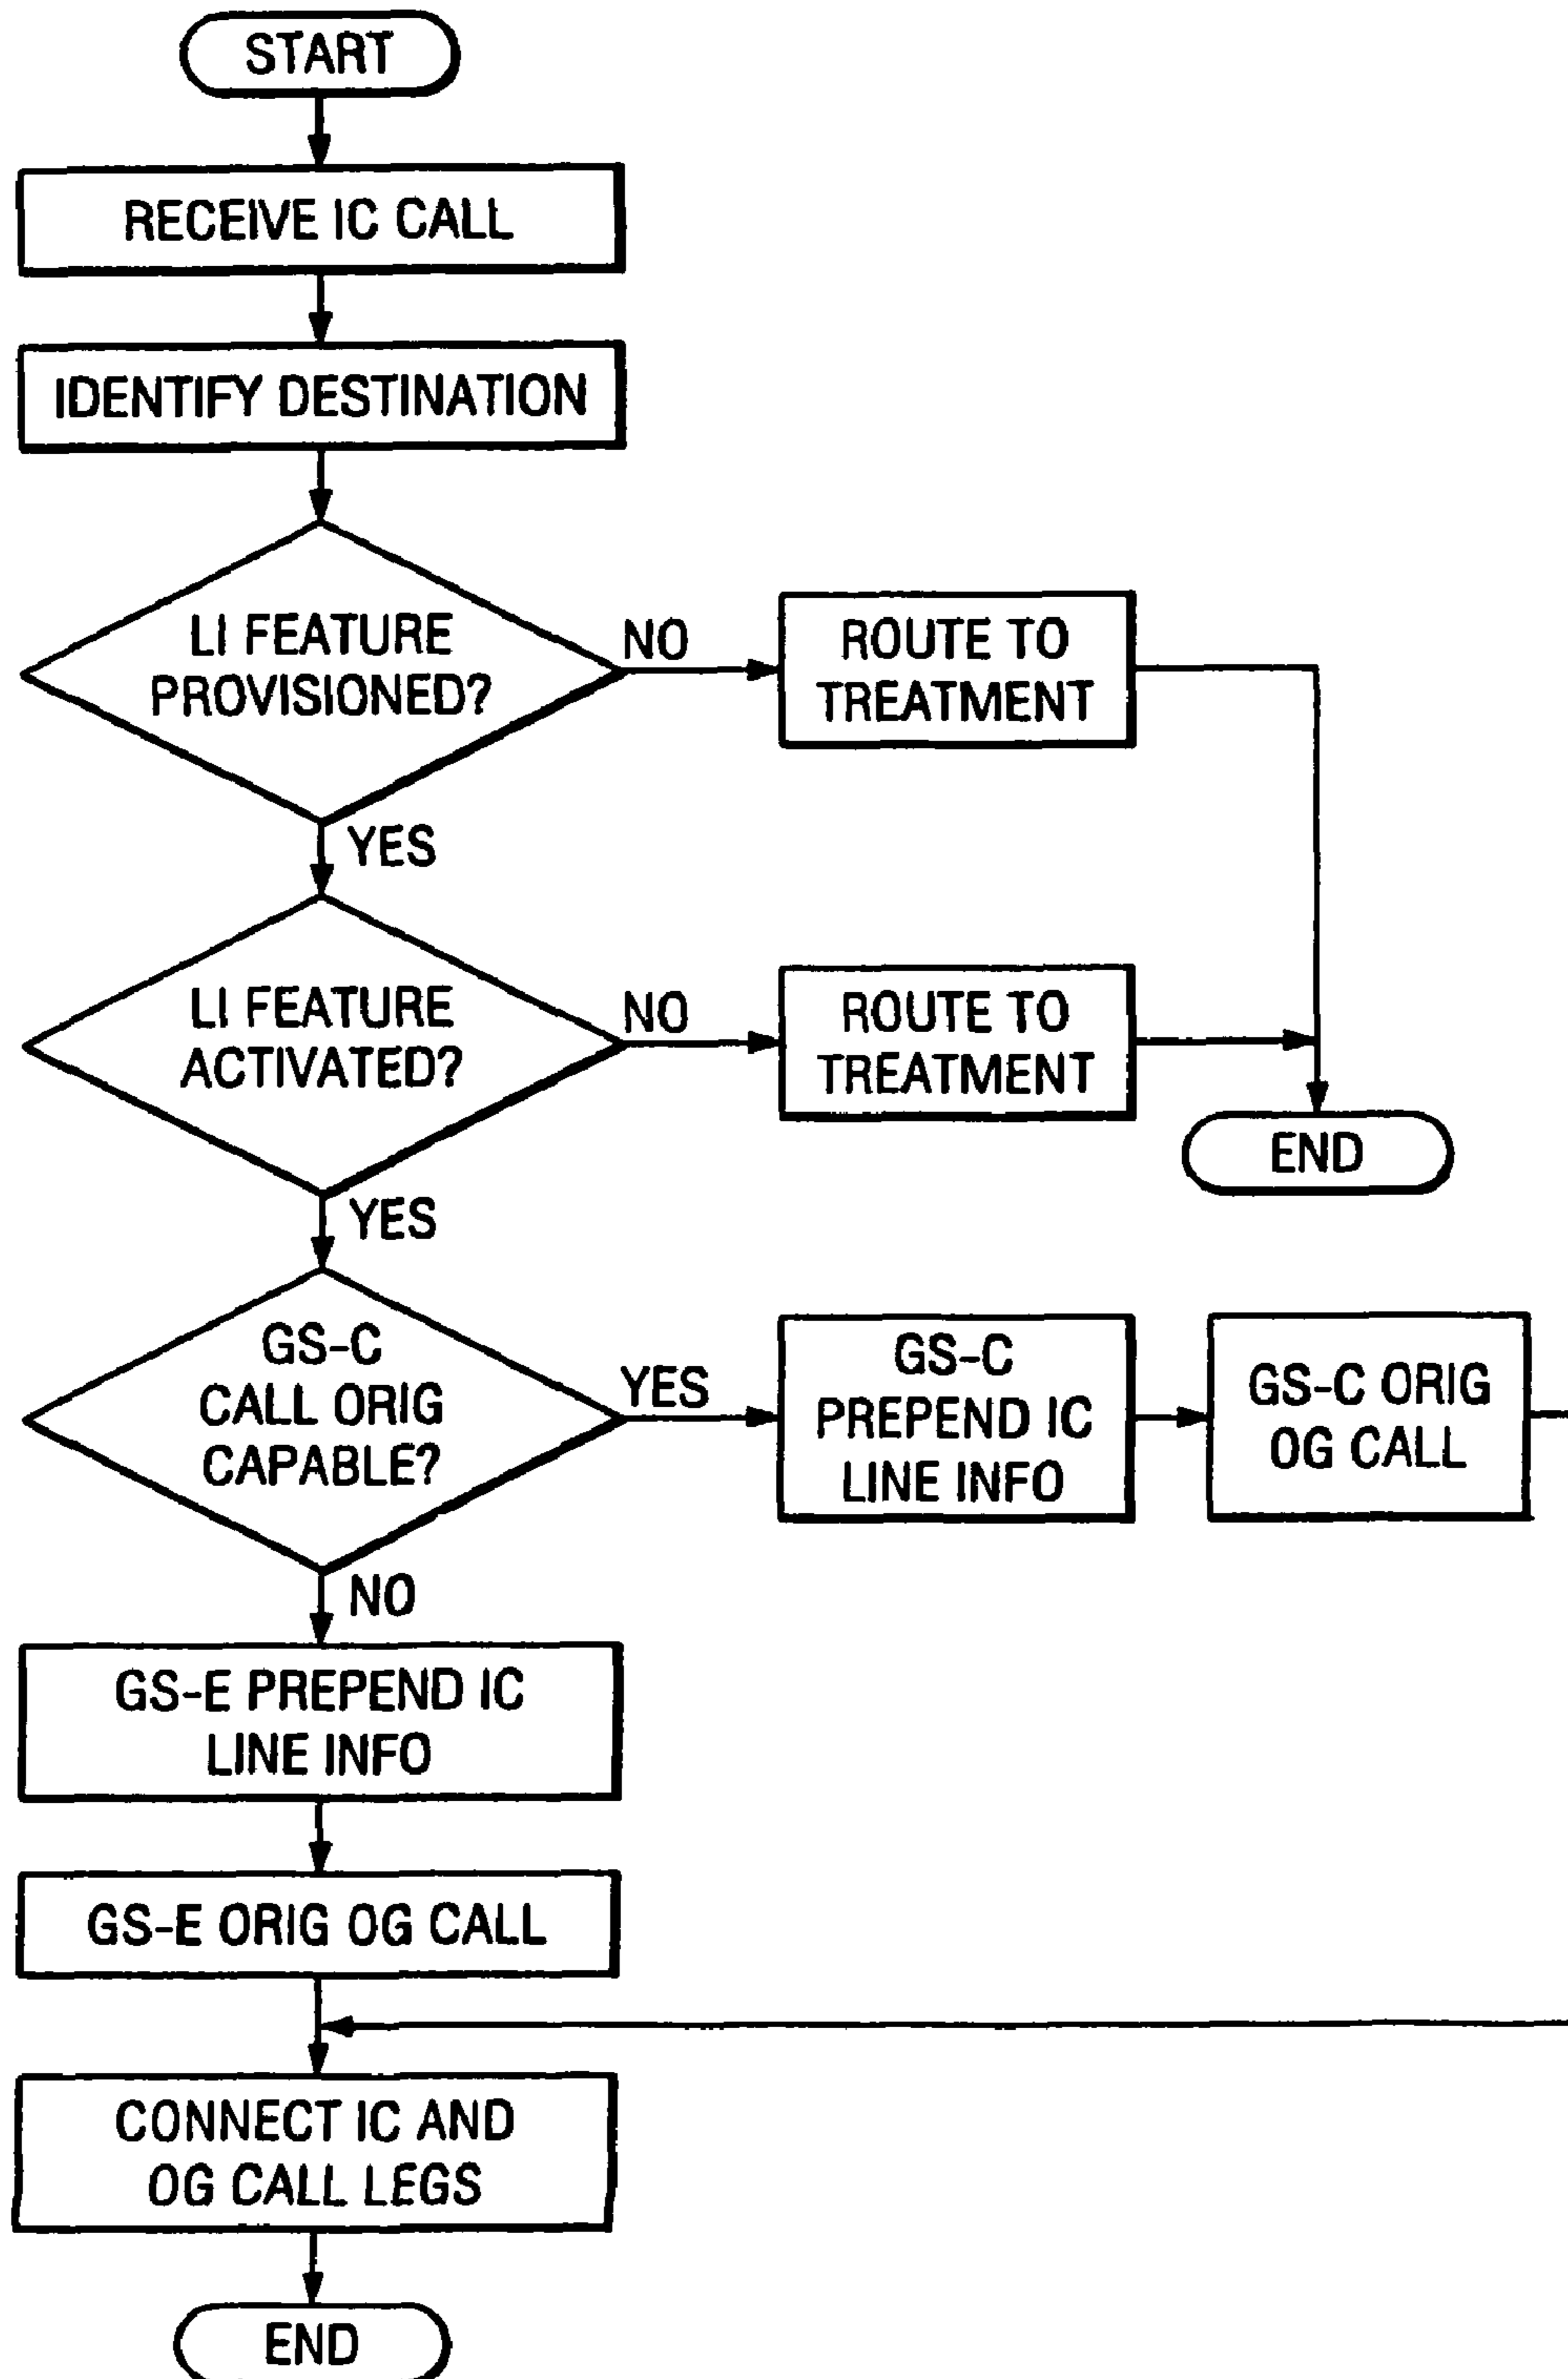 START
RECEIVE IC CALL
IDENTIFY DESTINATION
LI FEATURE
PROVISIONED?
NO
ROUTE TO
TREATMENT
YES
LI FEATURE
ACTIVATED?
NO
ROUTE TO
TREATMENT
END
YES
GS-C
CALL ORIG
CAPABLE?
YES
GS-C
PREPEND IC
LINE INFO
GS-C ORIG
OG CALL
NO
GS-E PREPEND IC
LINE INFO
GS-E ORIG OG CALL
CONNECT IC AND
OG CALL LEGS
END